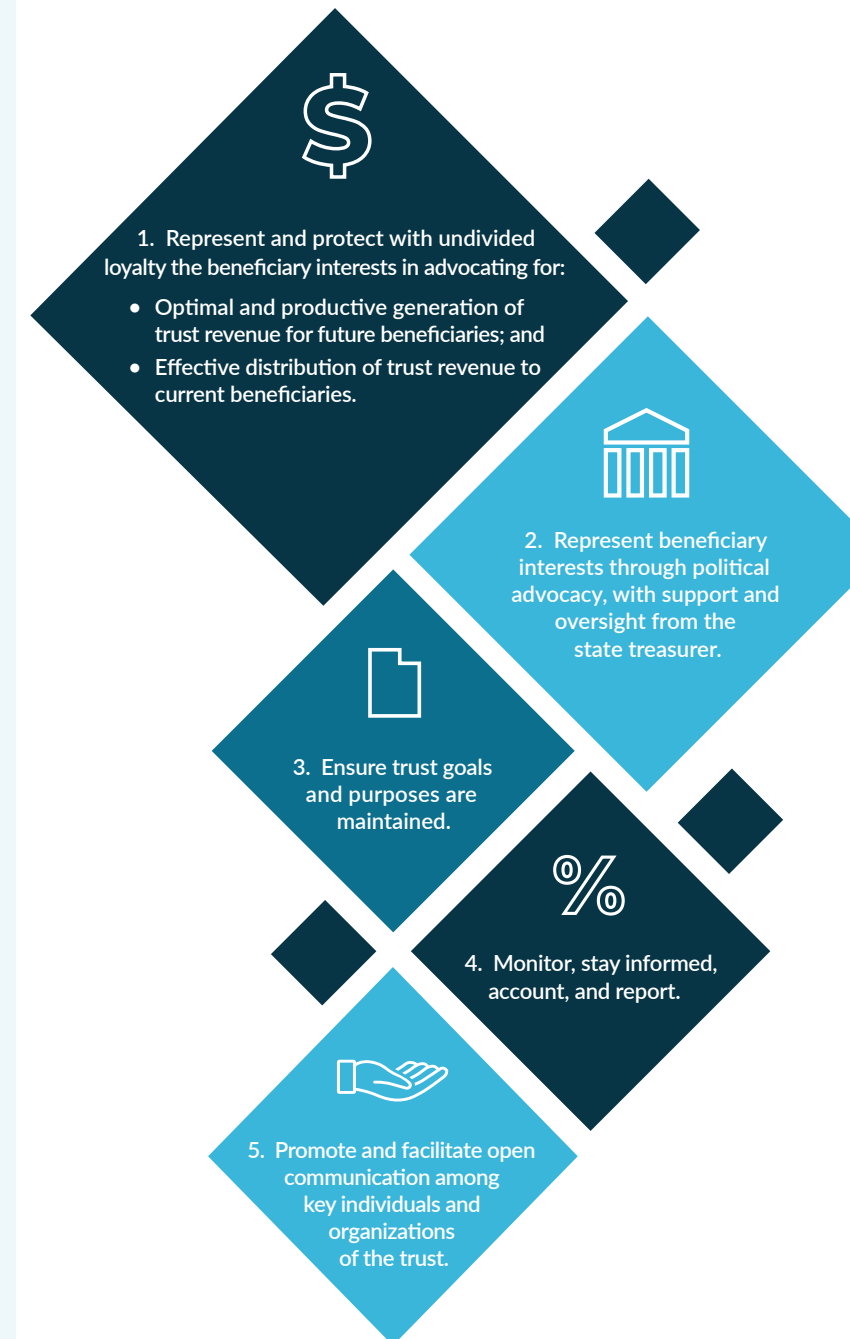 $
1. Represent and protect with undivided
loyalty the beneficiary interests in advocating for:
• Optimal and productive generation of
trust revenue for future beneficiaries; and
• Effective distribution of trust revenue to
current beneficiaries.
2. Represent beneficiary
interests through political
advocacy, with support and
oversight from the
state treasurer.
3. Ensure trust goals
and purposes are
maintained.
%
4. Monitor, stay informed,
account, and report.
5. Promote and facilitate open
communication among
key individuals and
organizations
of the trust.